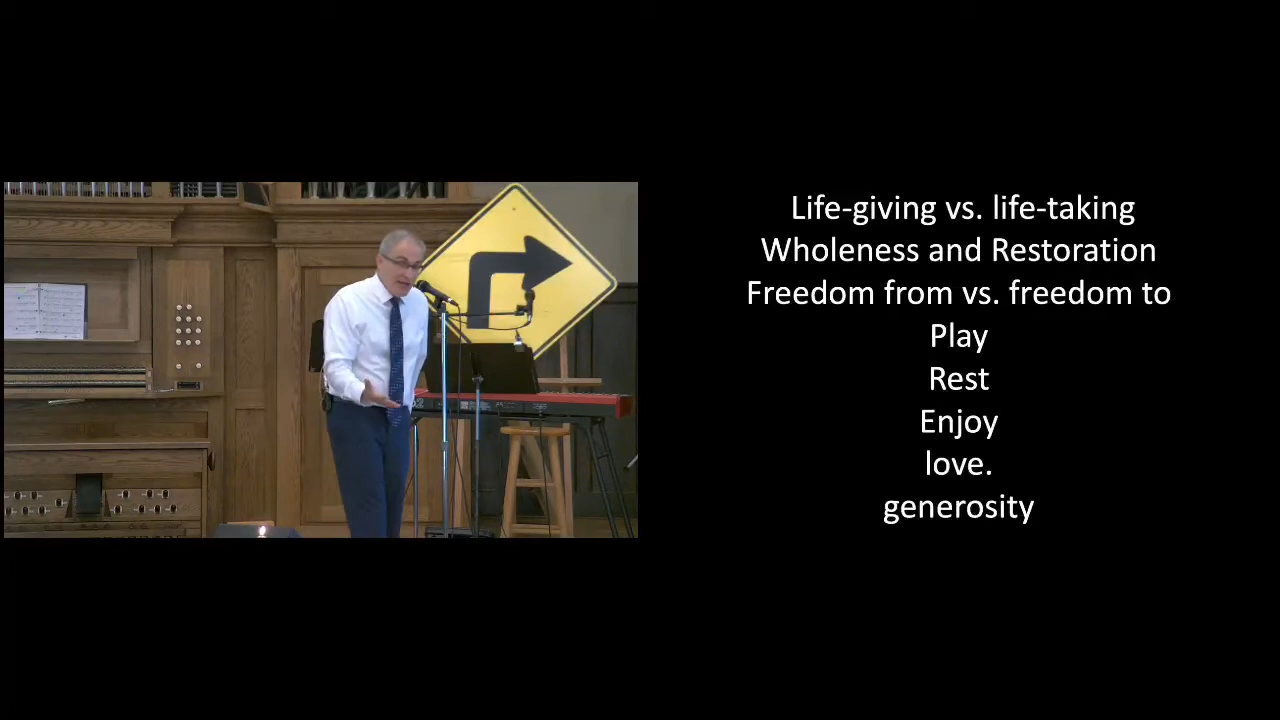 Life-giving vs. life-taking
Wholeness and Restoration
Freedom from vs. freedom to
Play
Rest
Enjoy
love.
generosity